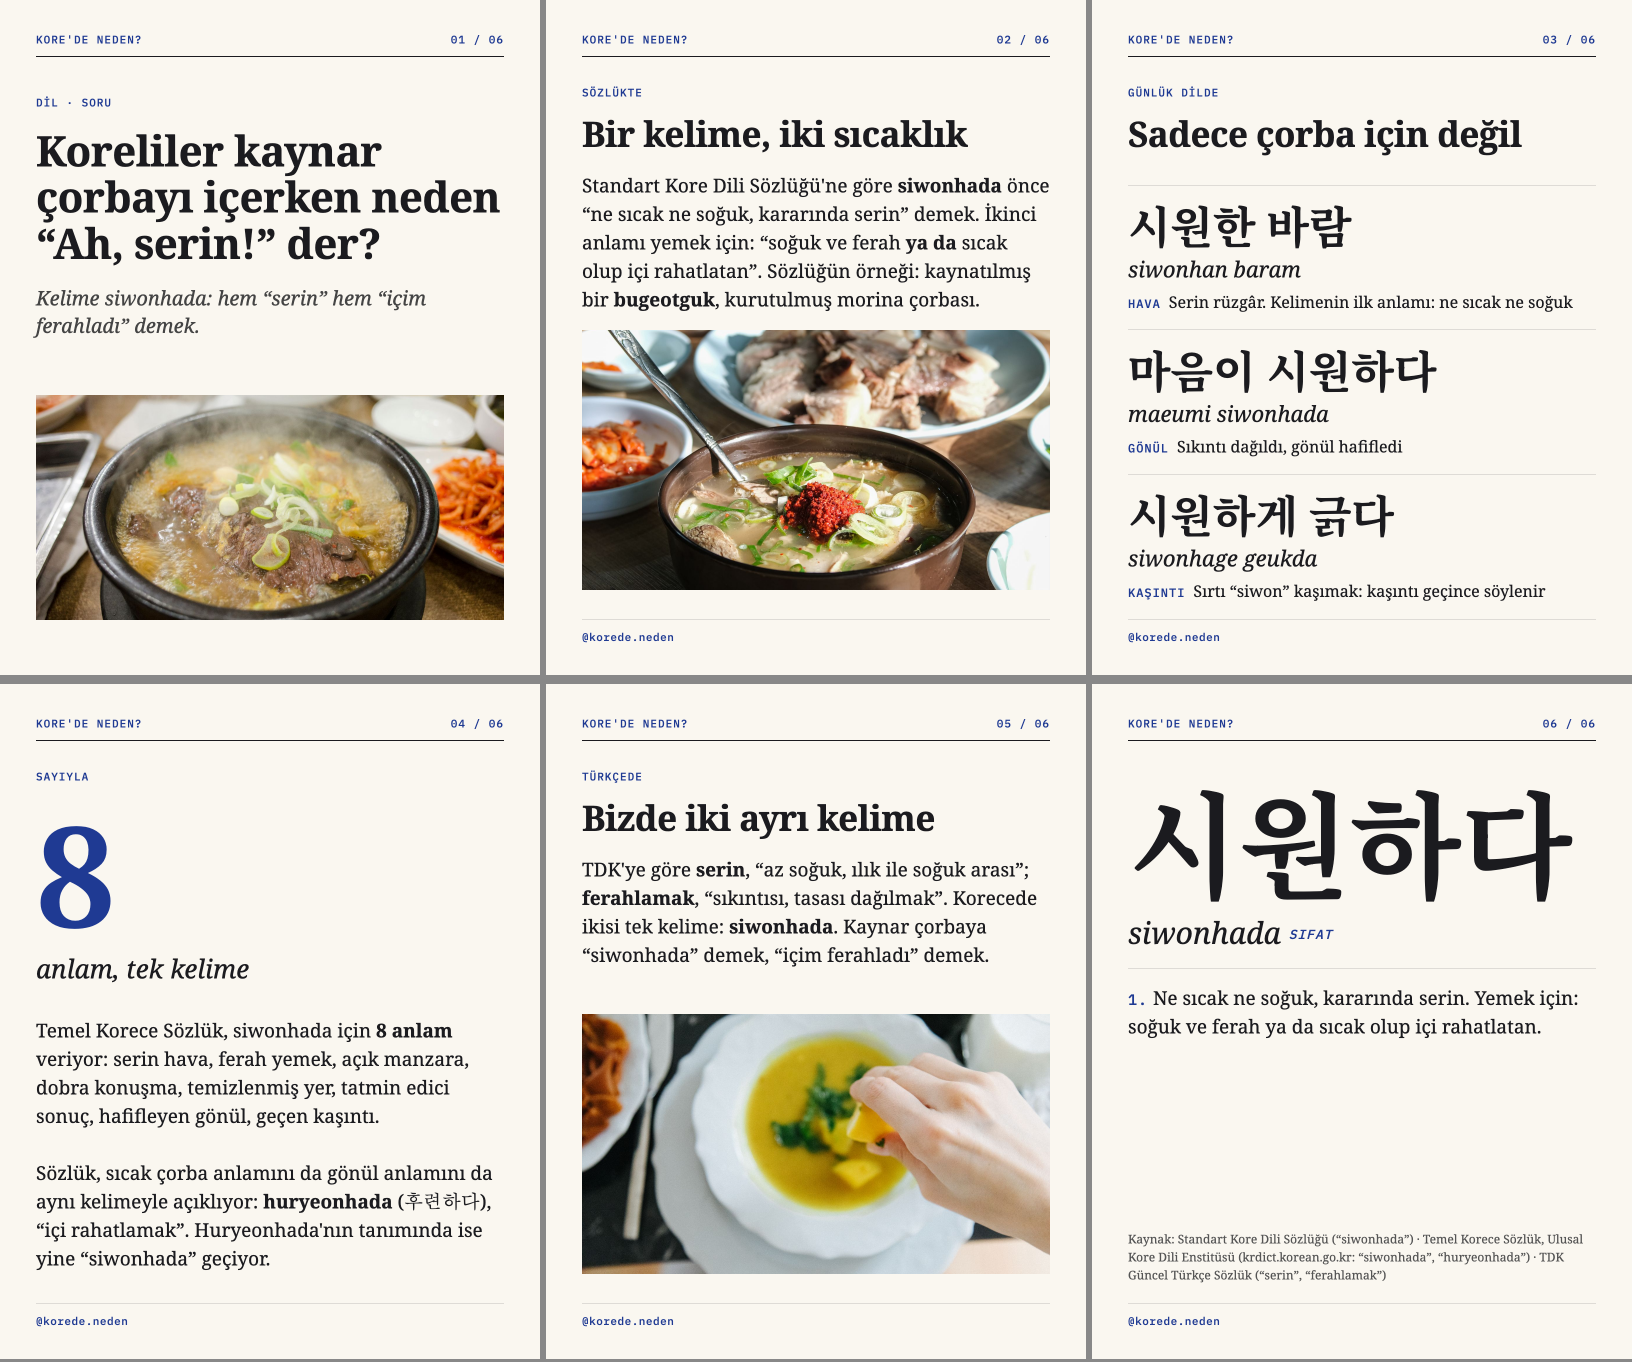 KORE'DE NEDEN? 01 / 06
DİL · SORU
Koreliler kaynar
çorbayı içerken neden
“Ah, serin!” der?
Kelime siwonhada: hem “serin” hem “içim
ferahladı” demek.
KORE'DE NEDEN? 02 / 06
SÖZLÜKTE
Bir kelime, iki sıcaklık
Standart Kore Dili Sözlüğü'ne göre siwonhada önce
“ne sıcak ne soğuk, kararında serin” demek. İkinci
anlamı yemek için: “soğuk ve ferah ya da sıcak
olup içi rahatlatan”. Sözlüğün örneği: kaynatılmış
bir bugeotguk, kurutulmuş morina çorbası.
@korede.neden
KORE'DE NEDEN? 03 / 06
GÜNLÜK DİLDE
Sadece çorba için değil
시원한 바람
siwonhan baram
HAVA Serin rüzgâr. Kelimenin ilk anlamı: ne sıcak ne soğuk
마음이 시원하다
maeumi siwonhada
GÖNÜL Sıkıntı dağıldı, gönül hafifledi
시원하게 긁다
siwonhage geukda
KAŞINTI Sırtı “siwon” kaşımak: kaşıntı geçince söylenir
@korede.neden
KORE'DE NEDEN? 04 / 06
SAYIYLA
8
anlam, tek kelime
Temel Korece Sözlük, siwonhada için 8 anlam
veriyor: serin hava, ferah yemek, açık manzara,
dobra konuşma, temizlenmiş yer, tatmin edici
sonuç, hafifleyen gönül, geçen kaşıntı.
Sözlük, sıcak çorba anlamını da gönül anlamını da
aynı kelimeyle açıklıyor: huryeonhada (후련하다),
“içi rahatlamak”. Huryeonhada'nın tanımında ise
yine “siwonhada” geçiyor.
@korede.neden
KORE'DE NEDEN? 05 / 06
TÜRKÇEDE
Bizde iki ayrı kelime
TDK'ye göre serin, “az soğuk, ılık ile soğuk arası”;
ferahlamak, “sıkıntısı, tasası dağılmak”. Korecede
ikisi tek kelime: siwonhada. Kaynar çorbaya
“siwonhada” demek, “içim ferahladı” demek.
@korede.neden
KORE'DE NEDEN? 06 / 06
시원하다
siwonhada SIFAT
1. Ne sıcak ne soğuk, kararında serin. Yemek için:
soğuk ve ferah ya da sıcak olup içi rahatlatan.
Kaynak: Standart Kore Dili Sözlüğü (“siwonhada”) · Temel Korece Sözlük, Ulusal
Kore Dili Enstitüsü (krdict.korean.go.kr: “siwonhada”, “huryeonhada”) · TDK
Güncel Türkçe Sözlük (“serin”, “ferahlamak”)
@korede.neden